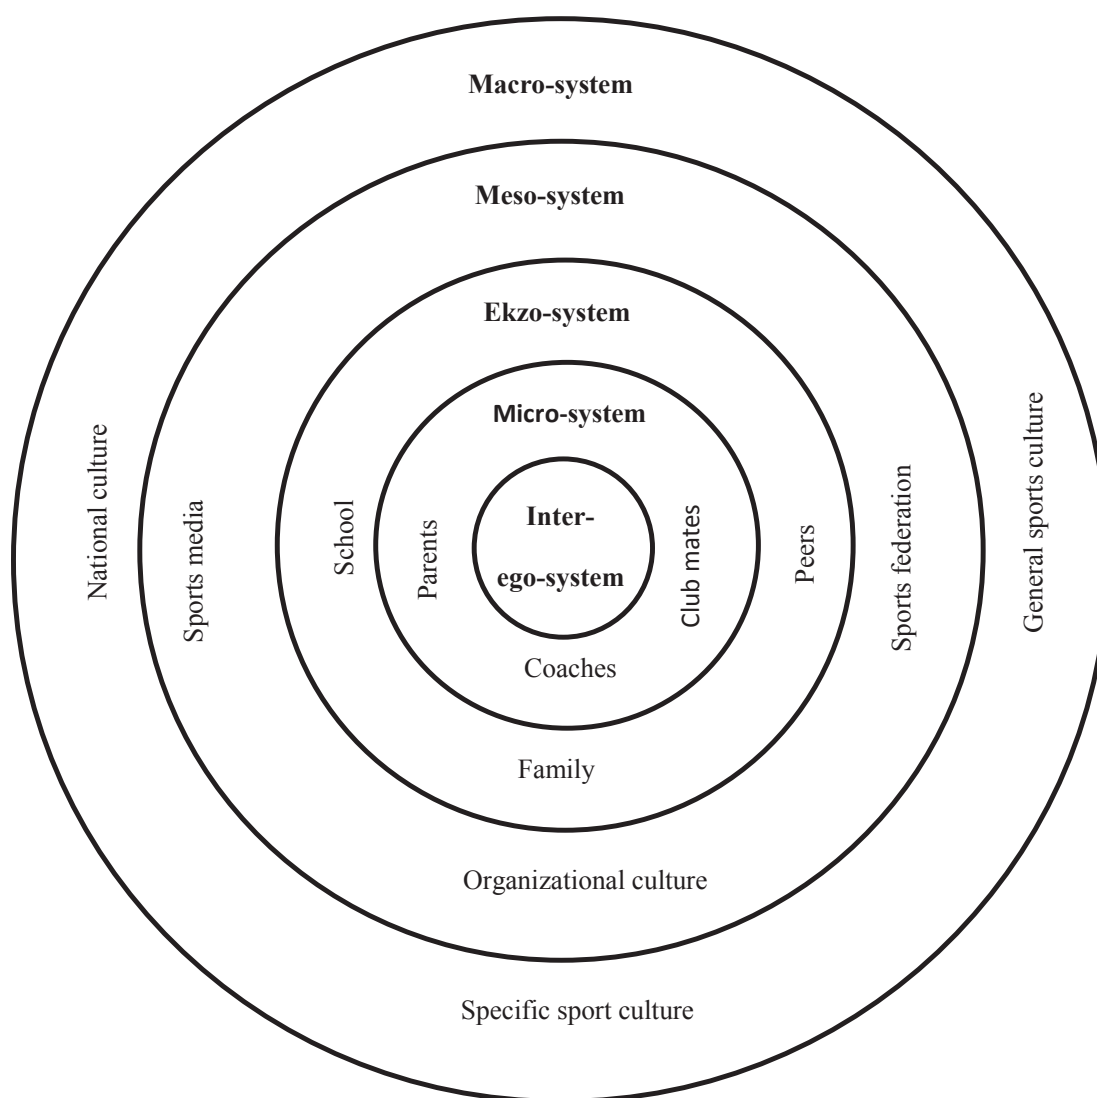 Macro-system
Meso-system
Ekzo-system
Micro-system
Inter-
ego-system
National culture
Sports media
School
Parents
Club mates
Peers
Sports federation
General sports culture
Coaches
Family
Organizational culture
Specific sport culture